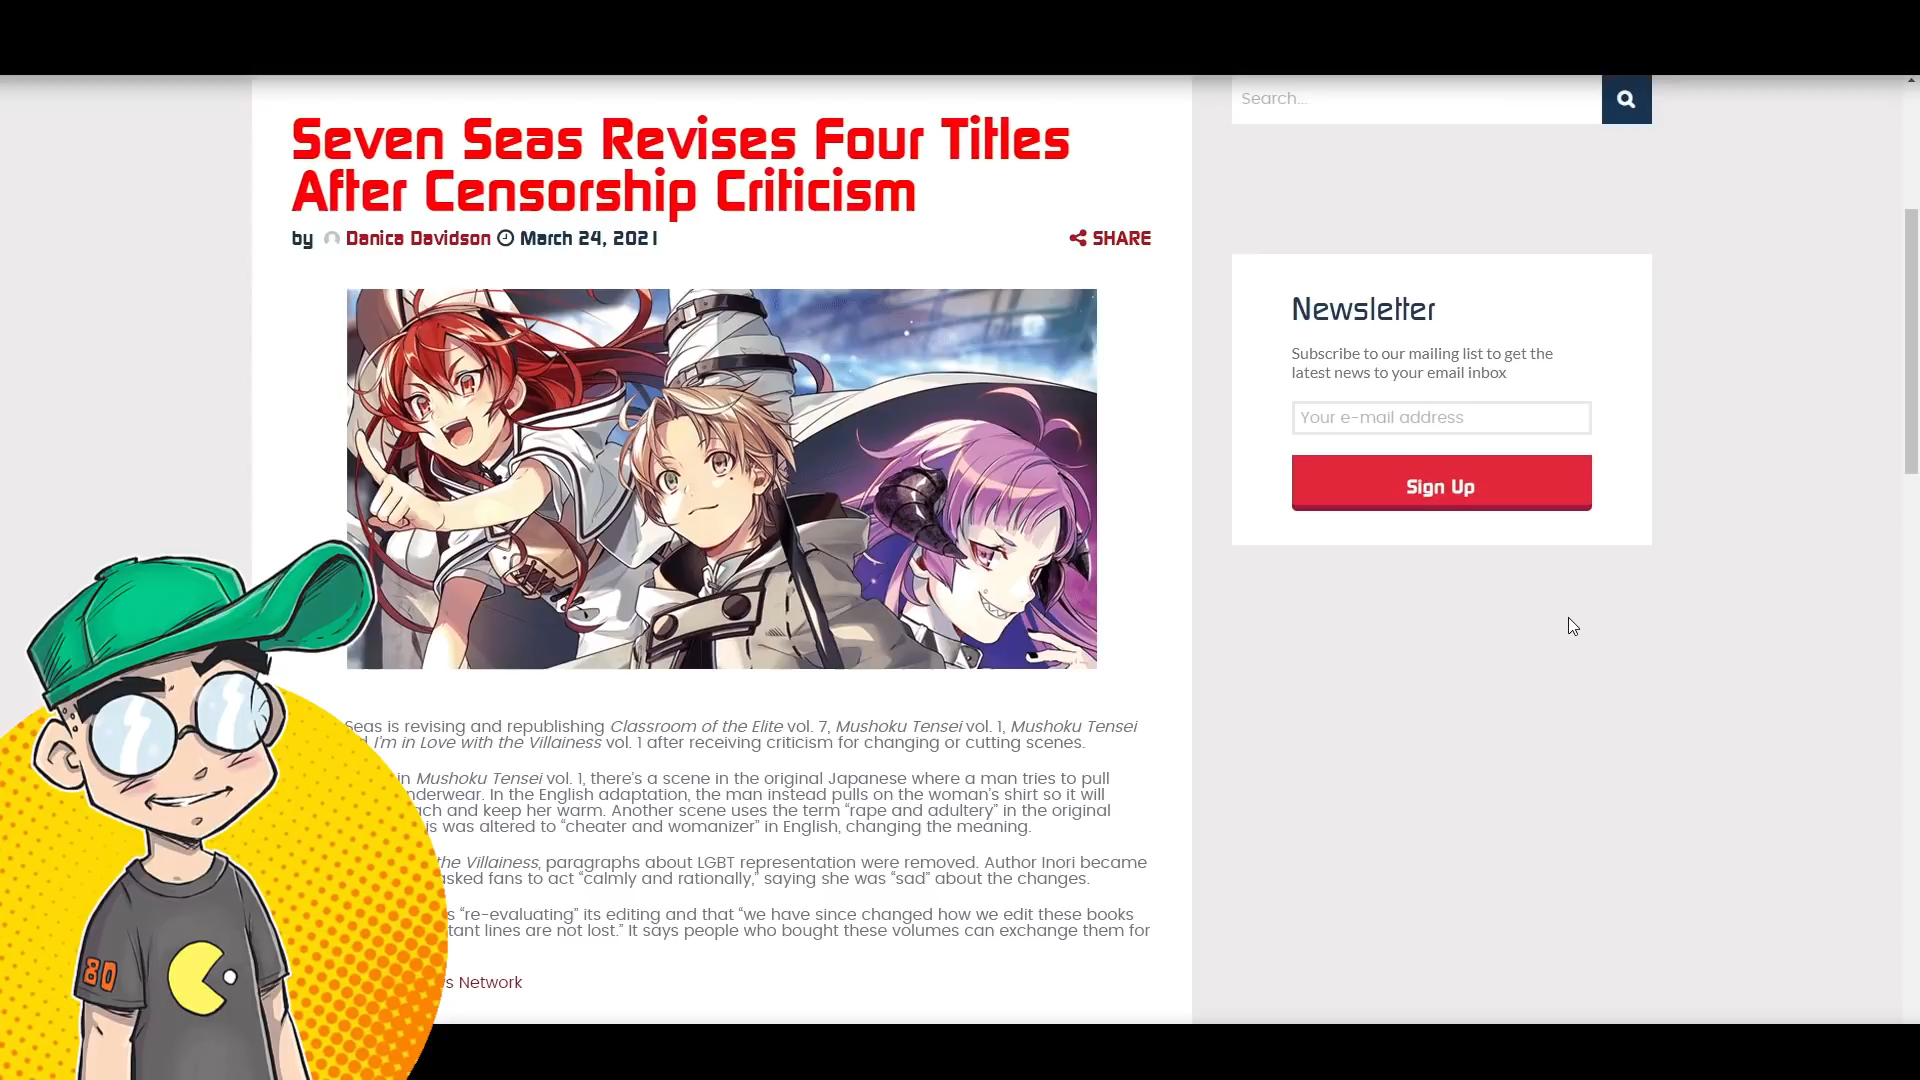 Search...
Seven Seas Revises Four Titles
After Censorship Criticism
by Danica Davidson March 24, 2021
SHARE
Newsletter
Subscribe to our mailing list to get the
latest news to your email inbox
Your e-mail address
Sign Up
Seas is revising and republishing Classroom of the Elite vol. 7, Mushoku Tensei vol. 1, Mushoku Tensei
I'm in Love with the Villainess vol. 1 after receiving criticism for changing or cutting scenes.
in Mushoku Tensei vol. 1, there's a scene in the original Japanese where a man tries to pull
In the English adaptation, the man instead pulls on the woman's shirt so it will
and keep her warm. Another scene uses the term “rape and adultery” in the original
was altered to “cheater and womanizer” in English, changing the meaning.
the Villainess, paragraphs about LGBT representation were removed. Author Inori became
asked fans to act “calmly and rationally,” saying she was “sad” about the changes.
“re-evaluating” its editing and that “we have since changed how we edit these books
lines are not lost.” It says people who bought these volumes can exchange them for
Network
80